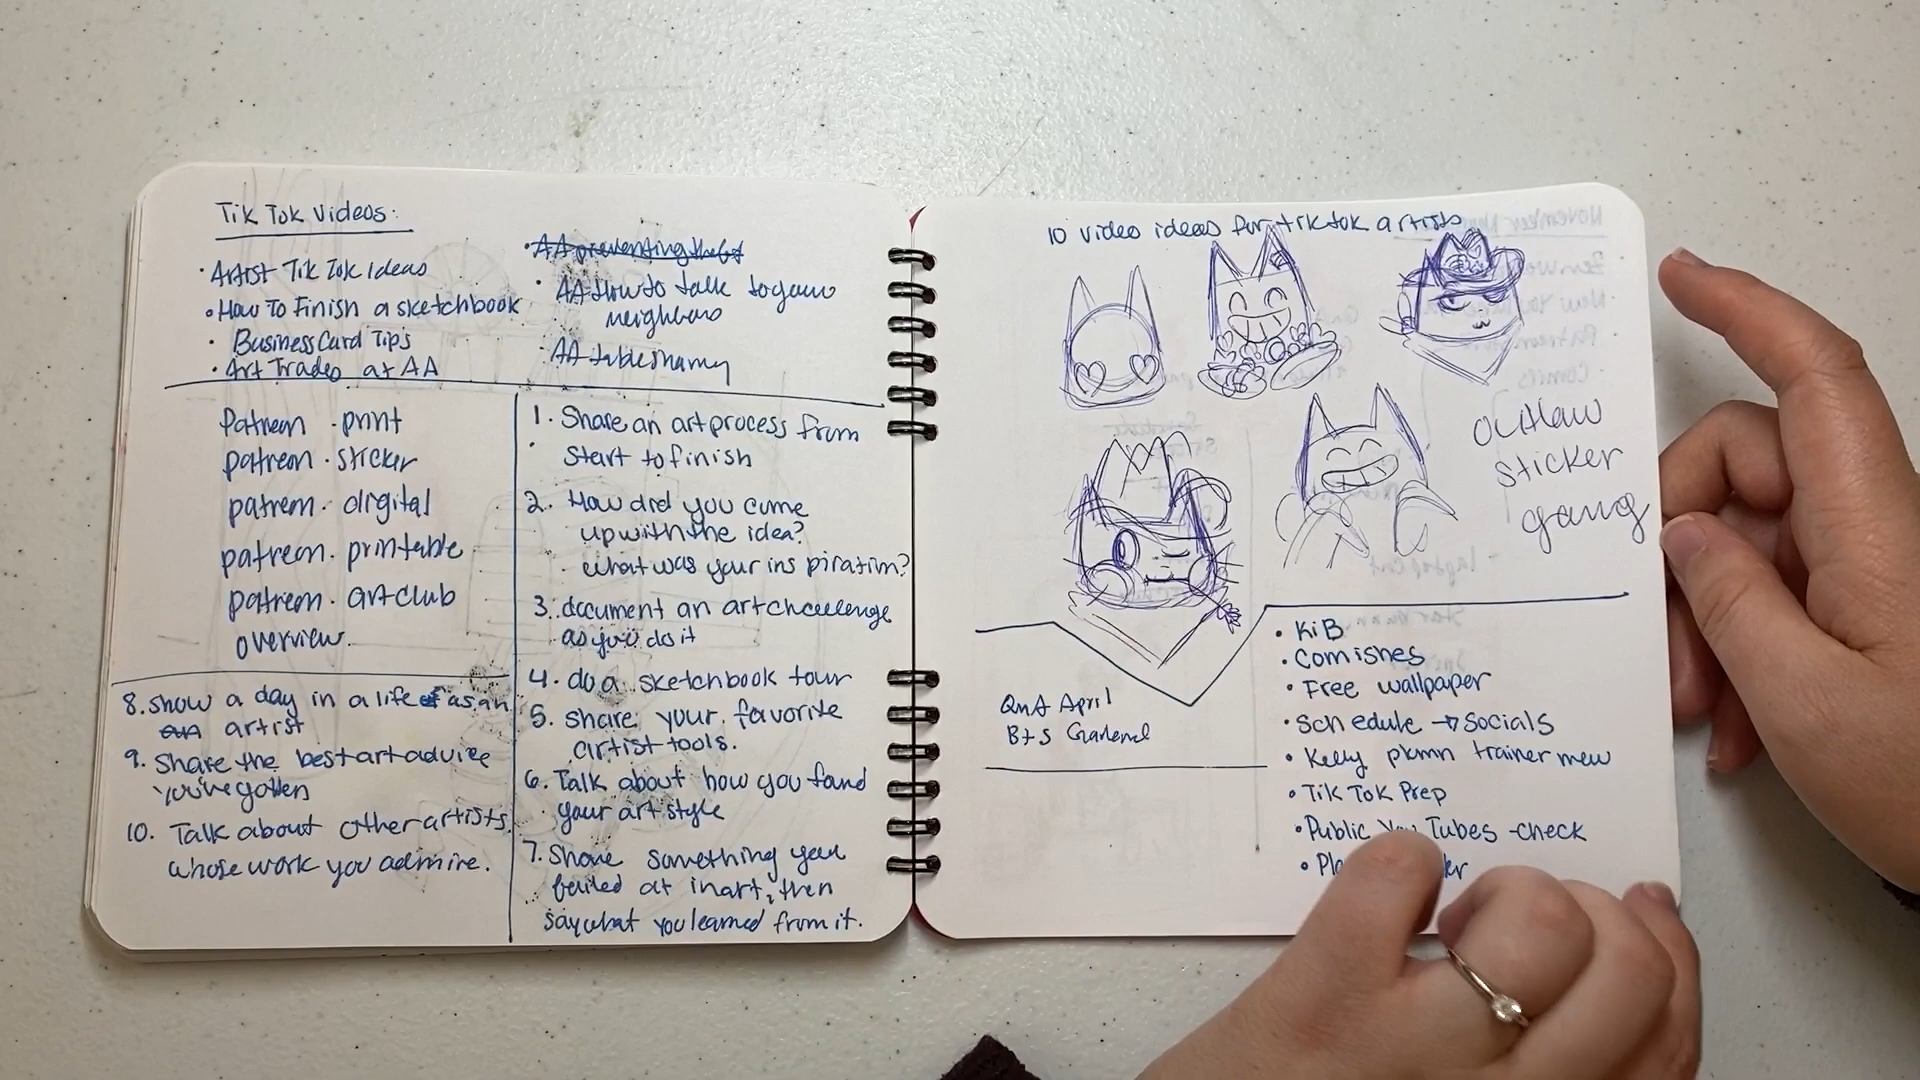 Tik Tok Videos:
• Artist Tik Tok Ideas
• How To Finish a sketchbook
• Business Card Tips
• Art Trades at AA
• AA preventing theft
• AA How to talk to your
neighbors
• AA table
Patreon · print
patreon · sticker
patreon · digital
patreon · printable
patreon · art club
overview
1. Share an art process from
start to finish
2. How did you come
up with the idea?
· what was your inspiration?
3. document an art challenge
as you do it
4. do a sketchbook tour
5. share your favorite
artist tools.
6. Talk about how you found
your art style
7. Share something you
failed at in art, then
say what you learned from it.
8. show a day in a life as an
artist
9. Share the best art advice
you've gotten
10. Talk about other artists
whose work you admire.
10 video ideas for tiktok artists
outlaw
sticker
gang
QnA April
BtS
• KiB
• Comishes
• Free wallpaper
• Schedule → Socials
• Kelly pkmn trainer mew
• Tik Tok Prep
• Public Tubes - check